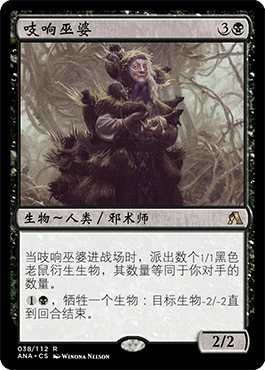 吱响巫婆 3
生物～人类／邪术师
当吱响巫婆进战场时，派出数个1/1黑色
老鼠衍生生物，其数量等同于你对手的
数量。
1，牺牲一个生物：目标生物-2/-2直
到回合结束。
2/2
038/112 R
ANA • CS Winona Nelson